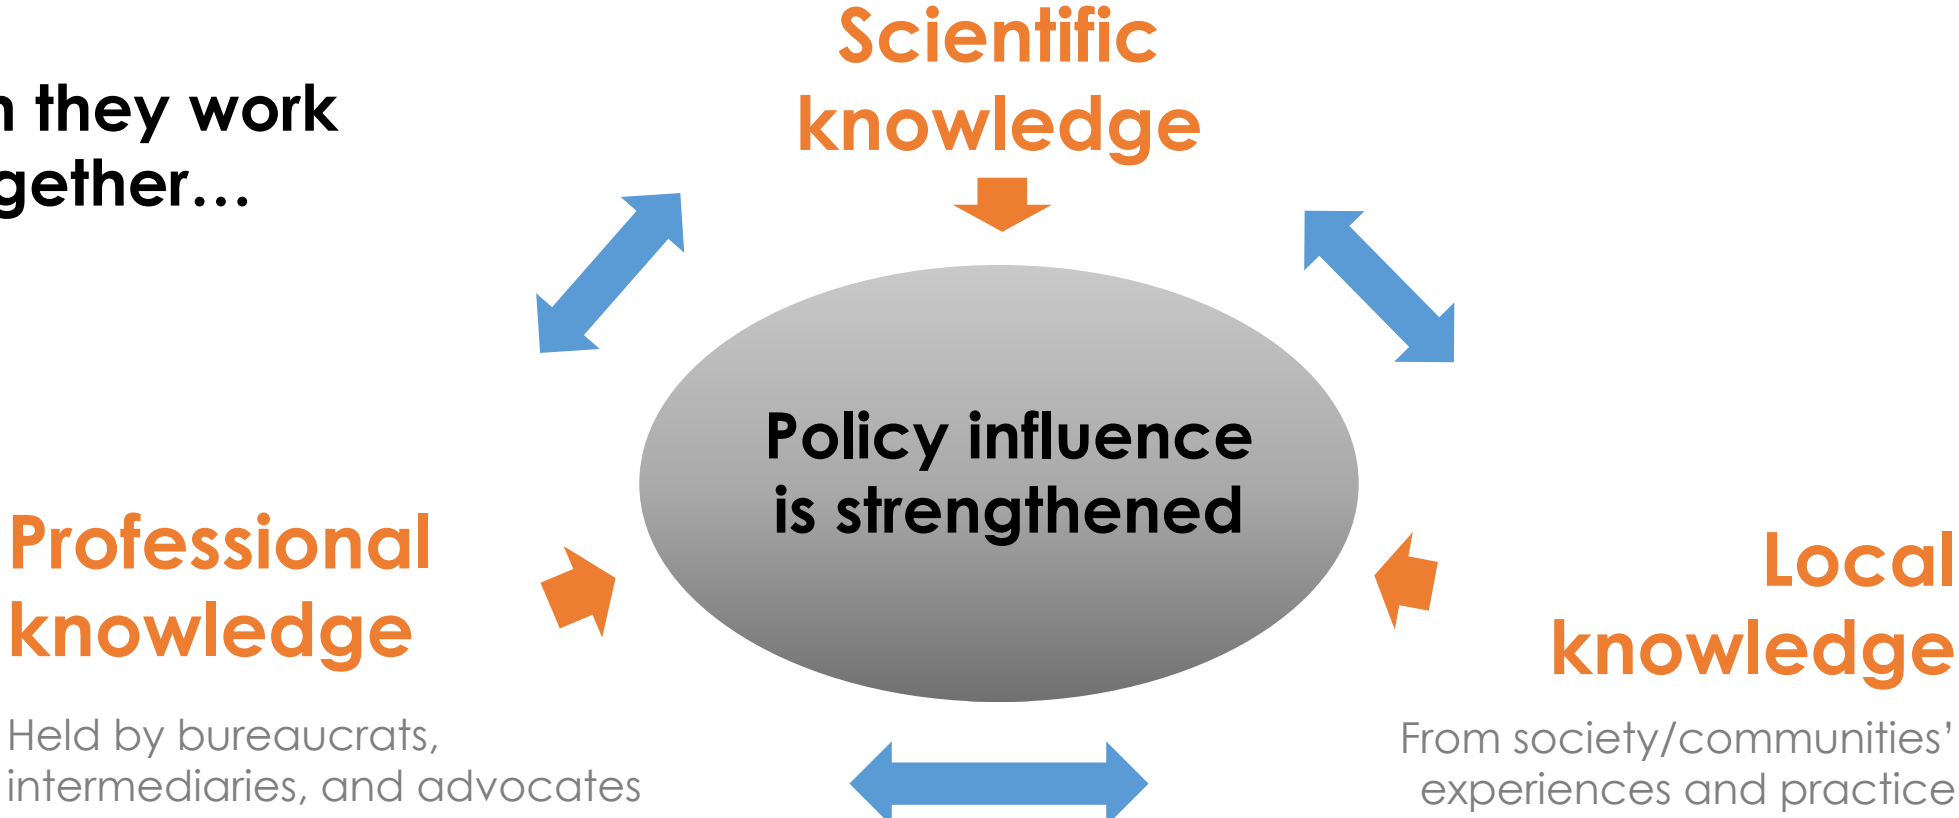 Scientific
knowledge
they work
gether…
Policy influence
is strengthened
Professional
knowledge
Held by bureaucrats,
intermediaries, and advocates
Local
knowledge
From society/communities’
experiences and practice